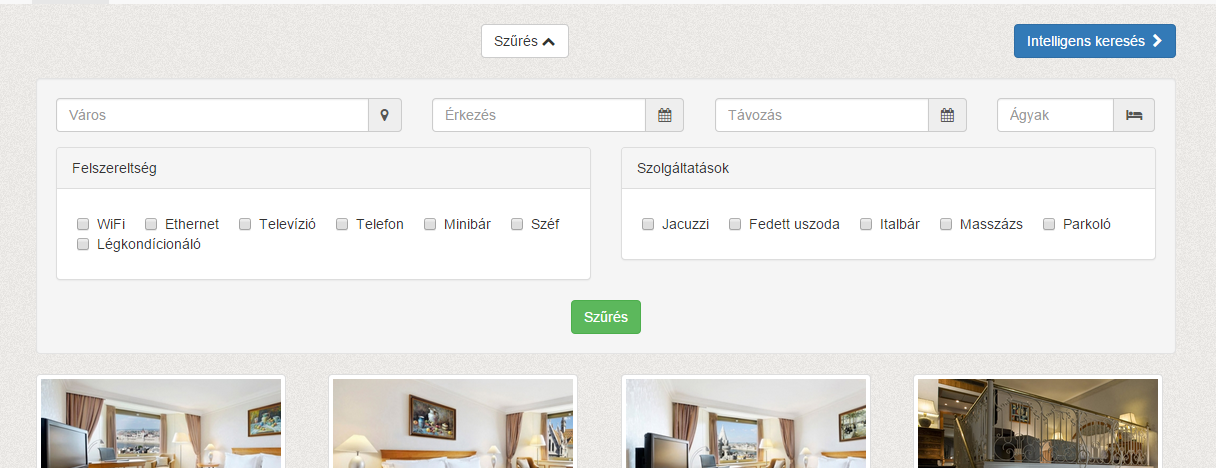 Szűrés
Intelligens keresés
Város
Érkezés
Távozás
Ágyak
Felszereltség
WiFi Ethernet Televízió Telefon Minibár Széf
Légkondícionáló
Szolgáltatások
Jacuzzi Fedett uszoda Italbár Masszázs Parkoló
Szűrés